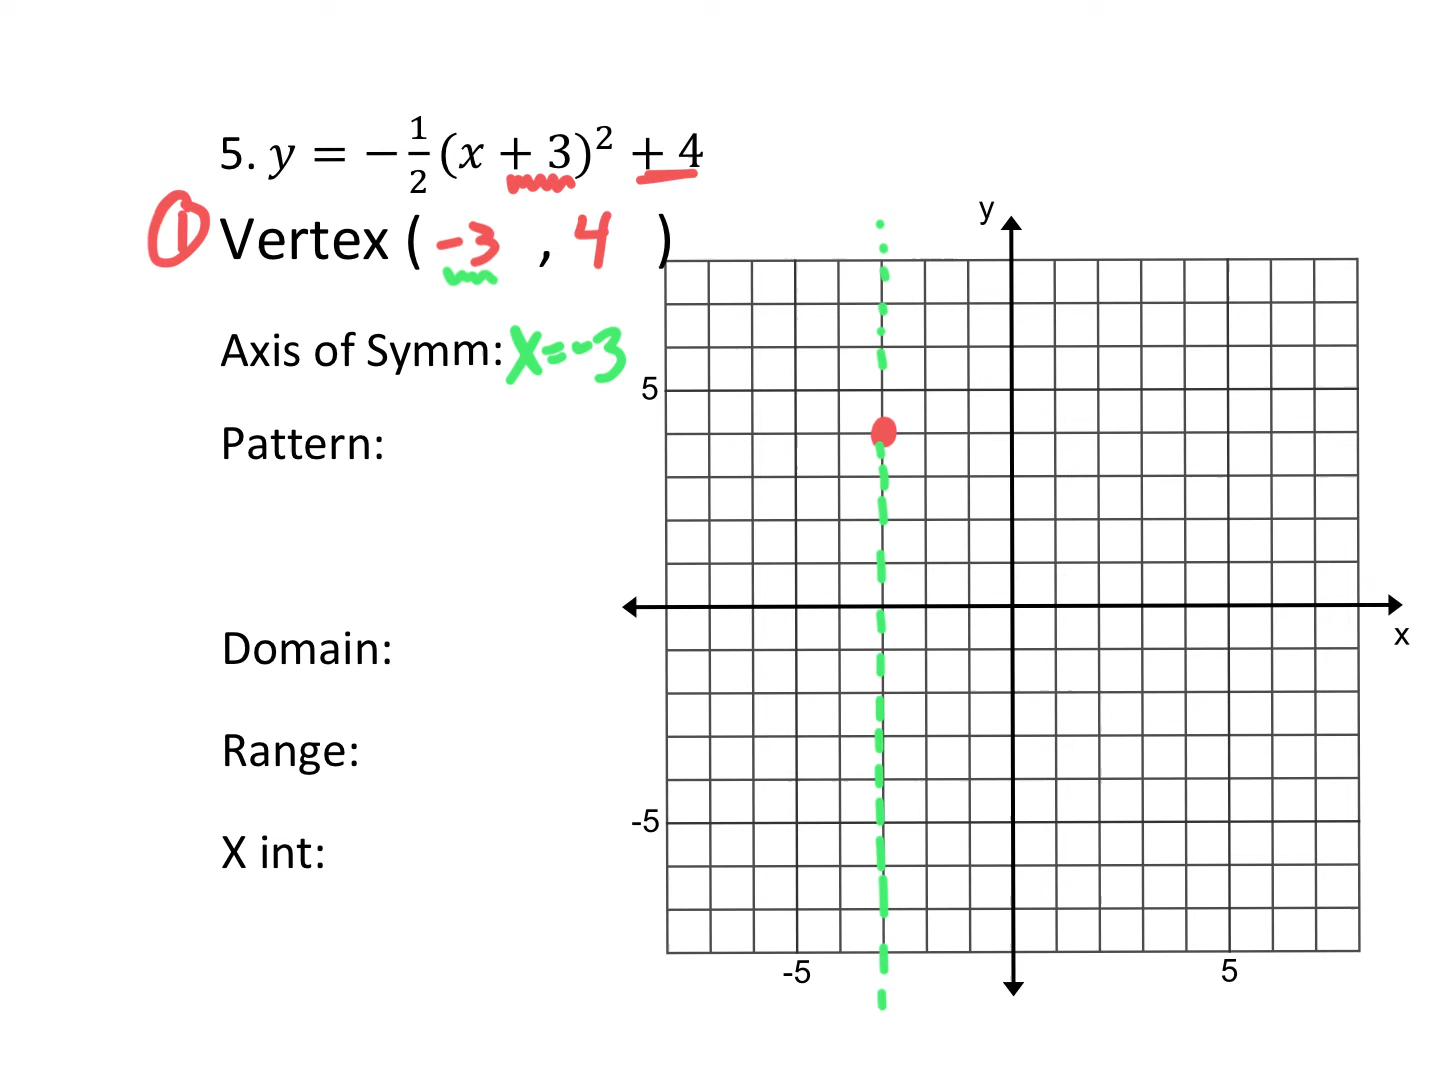 5. y = −1/2(x + 3)² + 4
① Vertex ( -3 , 4 )
Axis of Symm: x=-3
Pattern:
Domain:
Range:
X int:
y
5
x
-5
-5
5